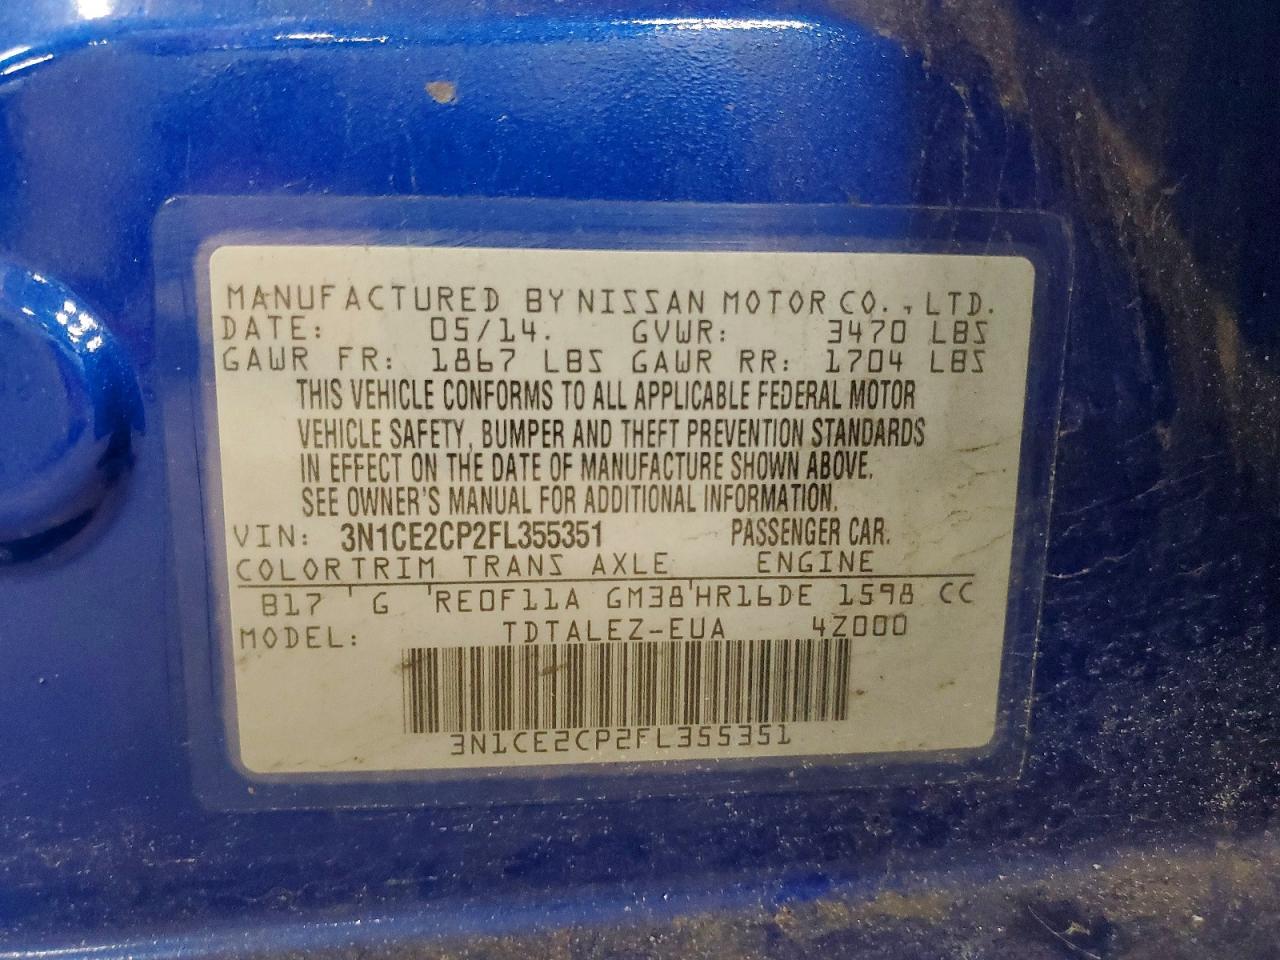 MANUFACTURED BY NISSAN MOTOR CO., LTD.
DATE: 05/14. GVWR: 3470 LBS
GAWR FR: 1867 LBS GAWR RR: 1704 LBS
THIS VEHICLE CONFORMS TO ALL APPLICABLE FEDERAL MOTOR
VEHICLE SAFETY, BUMPER AND THEFT PREVENTION STANDARDS
IN EFFECT ON THE DATE OF MANUFACTURE SHOWN ABOVE.
SEE OWNER'S MANUAL FOR ADDITIONAL INFORMATION.
VIN: 3N1CE2CP2FL355351 PASSENGER CAR.
COLOR TRIM TRANS AXLE ENGINE
B17 ' G 'RE0F11A GM38'HR16DE 1598 CC
MODEL: TDTALEZ-EUA 4Z000
3N1CE2CP2FL355351